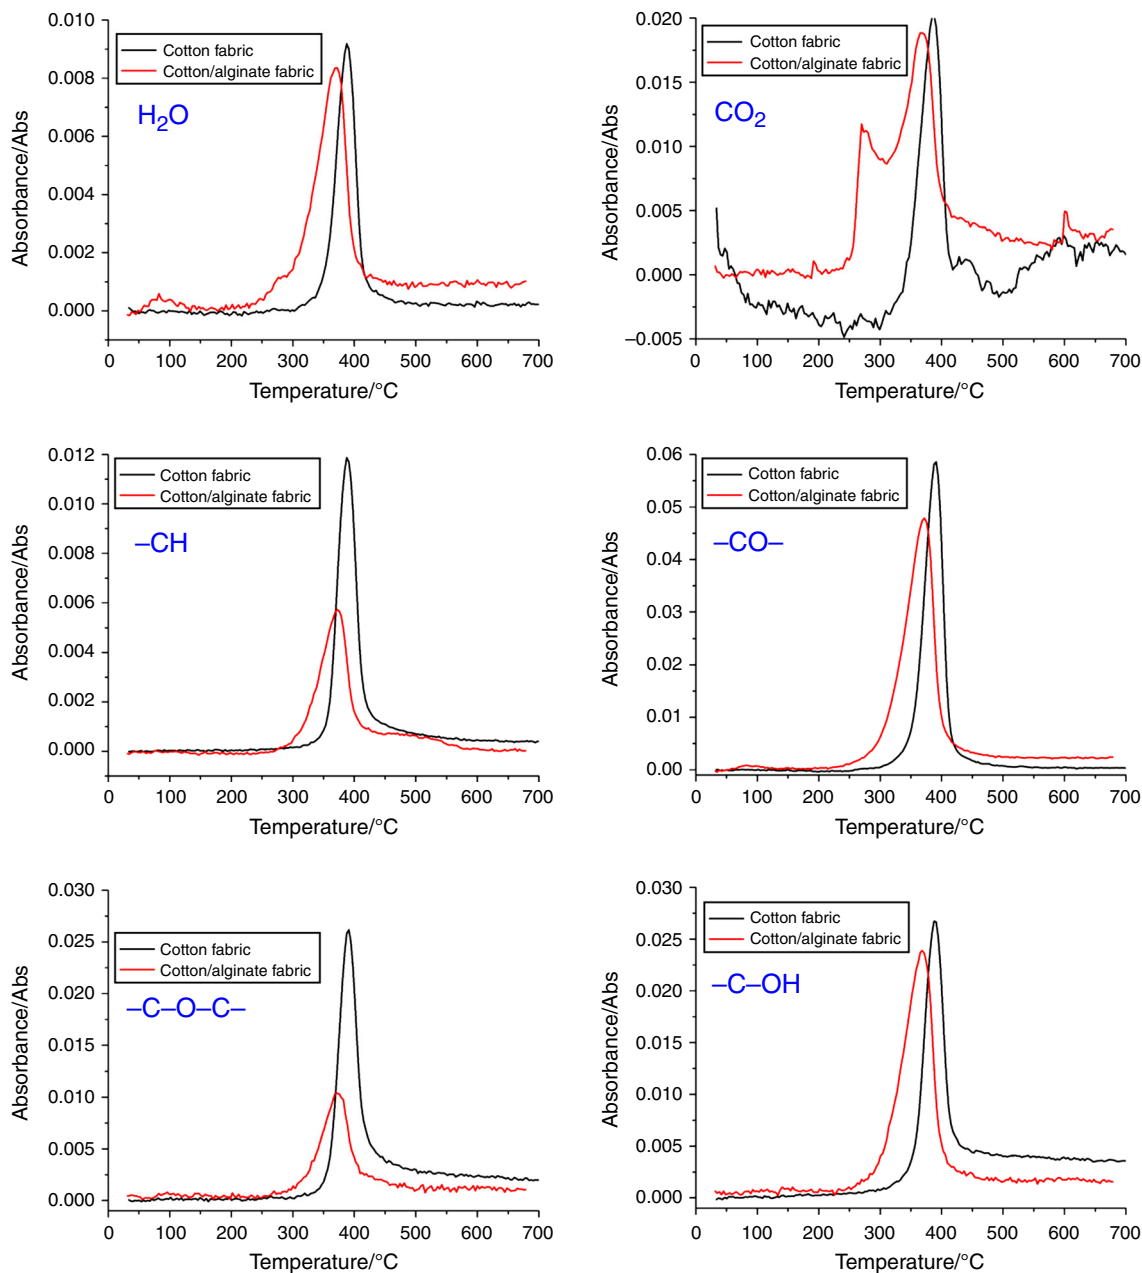 0.010
0.008
0.006
0.004
0.002
0.000
Absorbance/Abs
Cotton fabric
Cotton/alginate fabric
H₂O
0 100 200 300 400 500 600 700
Temperature/°C
0.020
0.015
0.010
0.005
0.000
−0.005
Absorbance/Abs
Cotton fabric
Cotton/alginate fabric
CO₂
0 100 200 300 400 500 600 700
Temperature/°C
0.012
0.010
0.008
0.006
0.004
0.002
0.000
Absorbance/Abs
Cotton fabric
Cotton/alginate fabric
–CH
0 100 200 300 400 500 600 700
Temperature/°C
0.06
0.05
0.04
0.03
0.02
0.01
0.00
Absorbance/Abs
Cotton fabric
Cotton/alginate fabric
–CO–
0 100 200 300 400 500 600 700
Temperature/°C
0.030
0.025
0.020
0.015
0.010
0.005
0.000
Absorbance/Abs
Cotton fabric
Cotton/alginate fabric
–C–O–C–
0 100 200 300 400 500 600 700
Temperature/°C
0.030
0.025
0.020
0.015
0.010
0.005
0.000
Absorbance/Abs
Cotton fabric
Cotton/alginate fabric
–C–OH
0 100 200 300 400 500 600 700
Temperature/°C